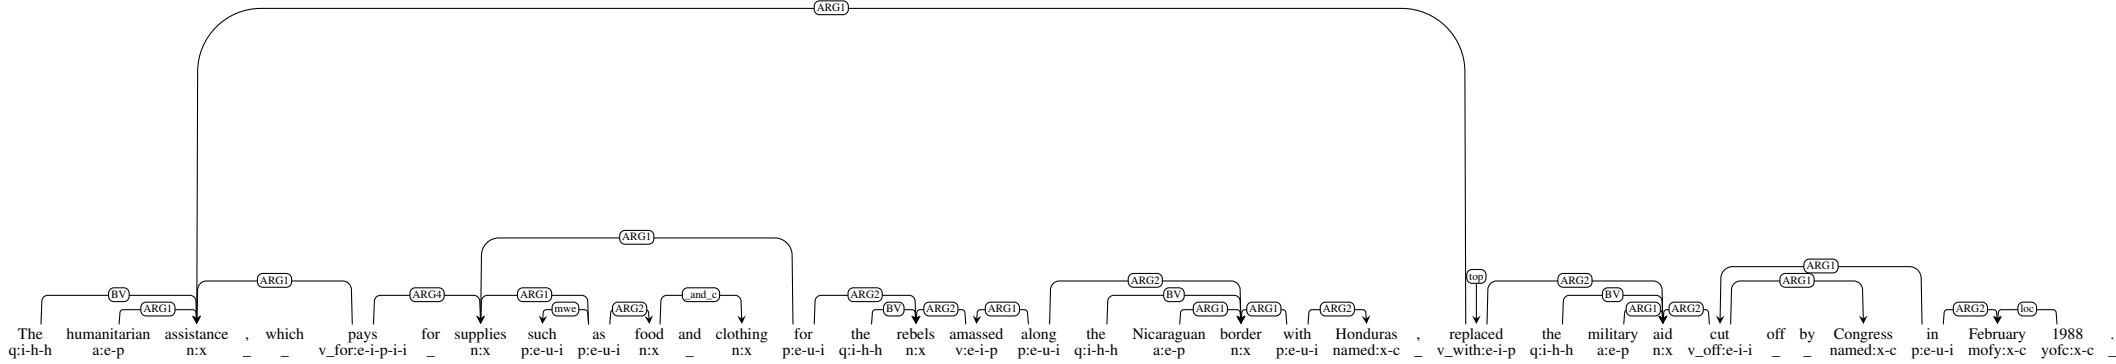 ARG1
ARG1
ARG1 top ARG1
ARG1 ARG2 ARG2 ARG1
BV ARG4 ARG1 _and_c ARG2 BV BV
ARG1 mwe ARG2 BV ARG2 ARG1 ARG1 ARG1 ARG2 ARG1 ARG2 ARG2 loc
The humanitarian assistance , which pays for supplies such as food and clothing for the rebels amassed along the Nicaraguan border with Honduras , replaced the military aid cut off by Congress in February 1988 .
q:i-h-h a:e-p n:x _ _ v_for:e-i-p-i-i _ n:x p:e-u-i p:e-u-i n:x _ n:x p:e-u-i q:i-h-h n:x v:e-i-p p:e-u-i q:i-h-h a:e-p n:x p:e-u-i named:x-c _ v_with:e-i-p q:i-h-h a:e-p n:x v_off:e-i-i _ _ named:x-c p:e-u-i mofy:x-c yofc:x-c _